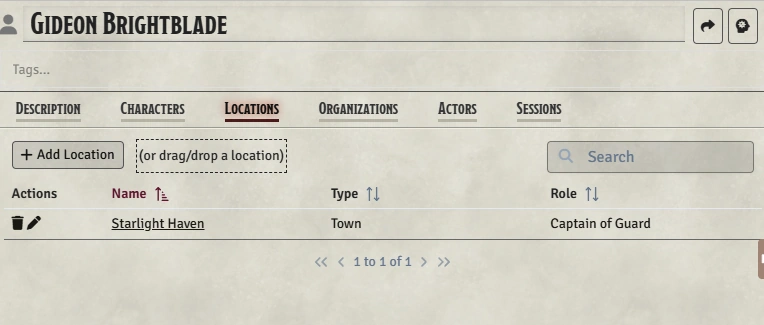 Gideon Brightblade
Tags...
Description Characters Locations Organizations Actors Sessions
+ Add Location (or drag/drop a location) Search
Actions Name Type Role
Starlight Haven Town Captain of Guard
1 to 1 of 1